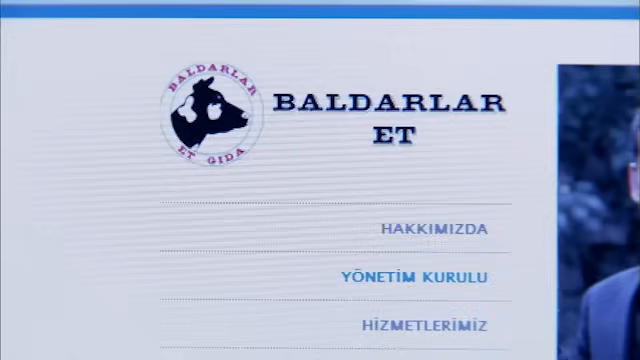 BALDARLAR
ET GIDA
BALDARLAR
ET
HAKKIMIZDA
YÖNETİM KURULU
HİZMETLERİMİZ